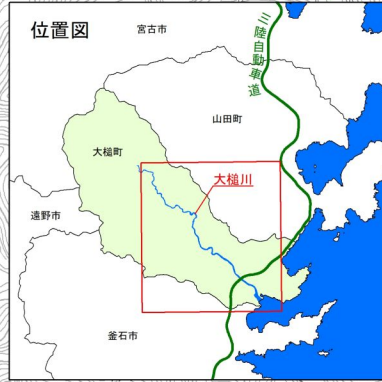 位置図
宮古市
三陸自動車道
山田町
大槌町
大槌川
遠野市
釜石市